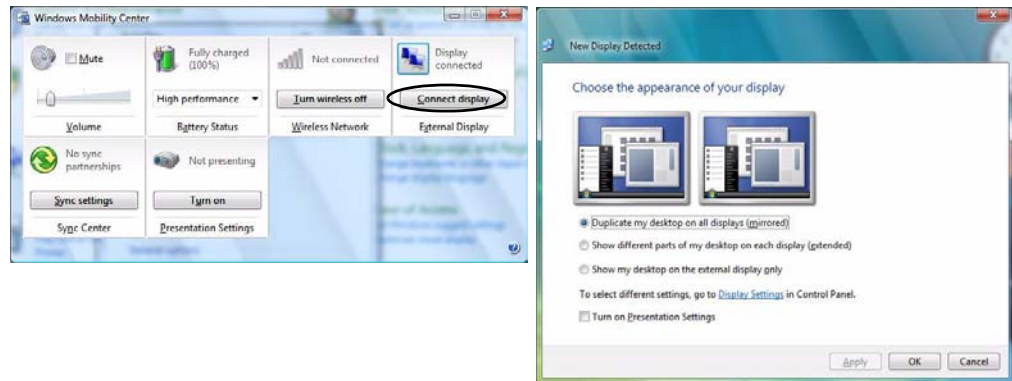 Windows Mobility Center
Mute
Volume
Fully charged
(100%)
High performance
Battery Status
Not connected
Turn wireless off
Wireless Network
Display
connected
Connect display
External Display
No sync
partnerships
Sync settings
Sync Center
Not presenting
Turn on
Presentation Settings
New Display Detected
Choose the appearance of your display
Duplicate my desktop on all displays (mirrored)
Show different parts of my desktop on each display (extended)
Show my desktop on the external display only
To select different settings, go to Display Settings in Control Panel.
Turn on Presentation Settings
Apply
OK
Cancel